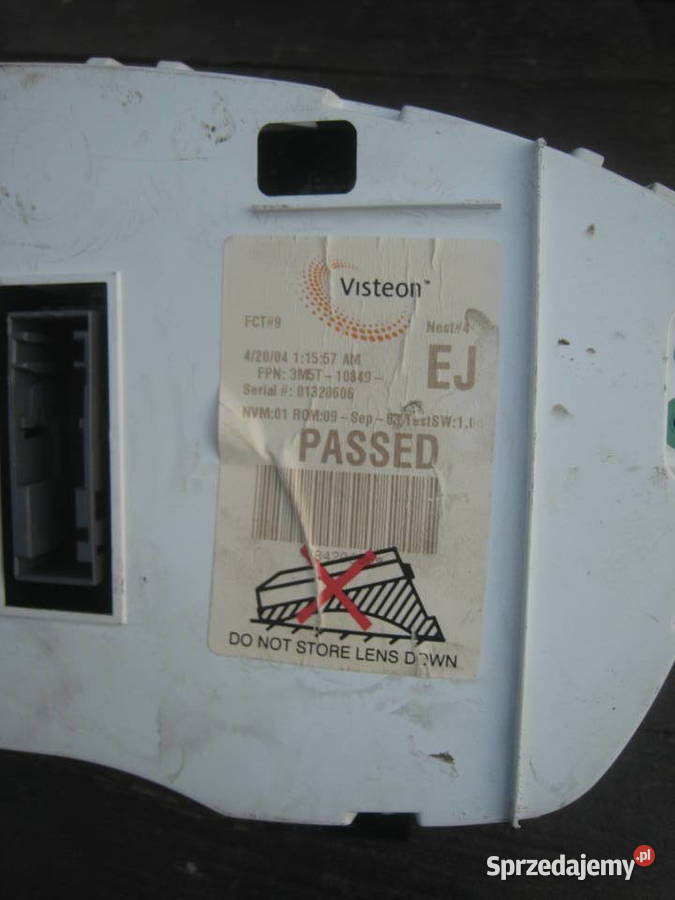 Visteon™
FCT#9 Nest#4
4/20/04 1:15:57 AM
FPN: 3M5T-10849- EJ
Serial #: 01320606
NVM:01 ROM:09-Sep-03 TestSW:1.0
PASSED
DO NOT STORE LENS DOWN
Sprzedajemy.pl